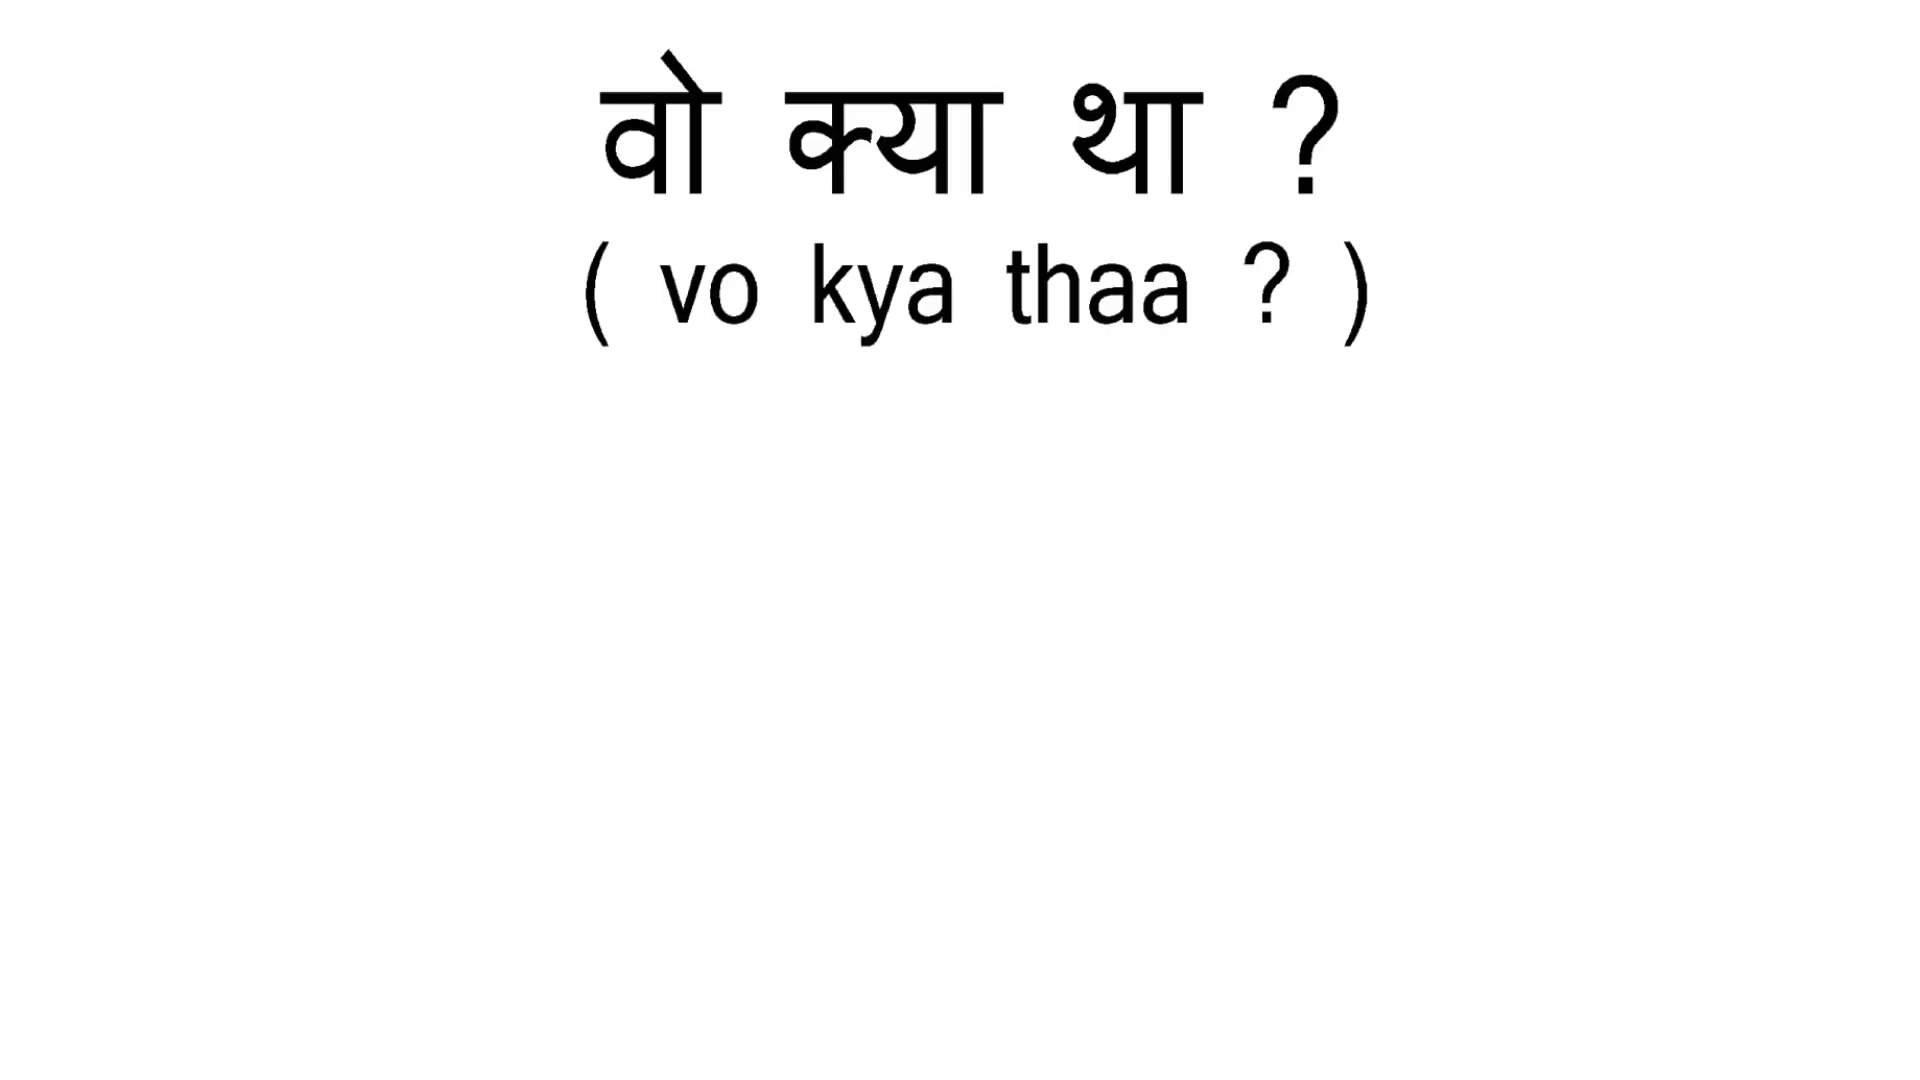 वो क्या था ?
( vo kya thaa ? )